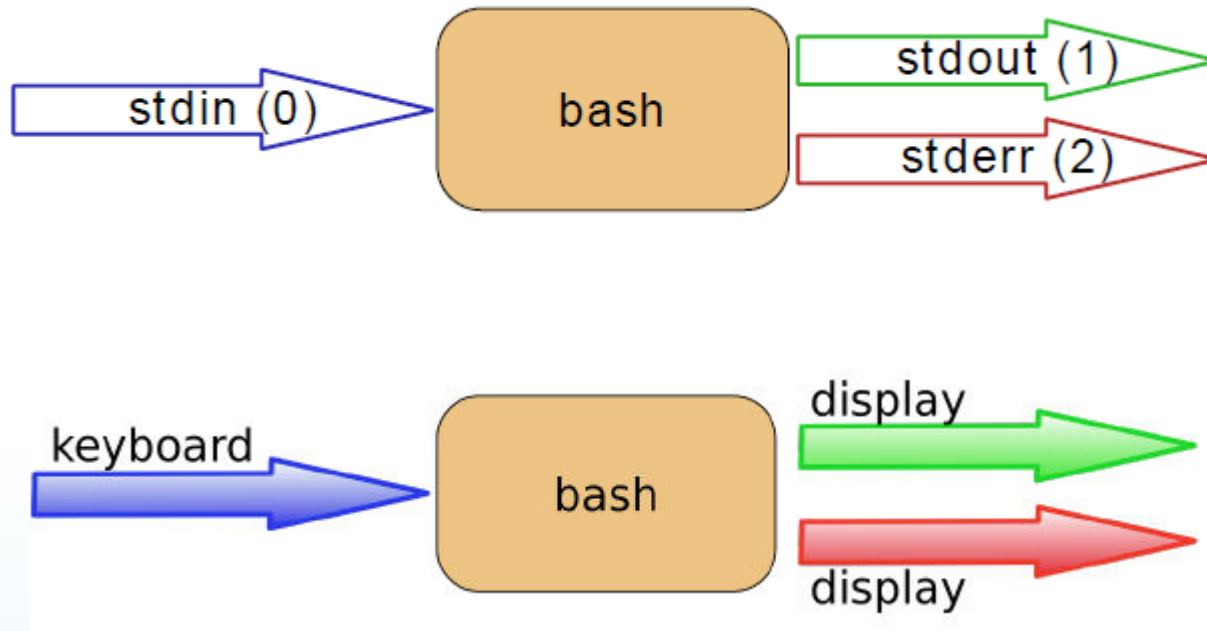 stdin (0)
bash
stdout (1)
stderr (2)
keyboard
bash
display
display